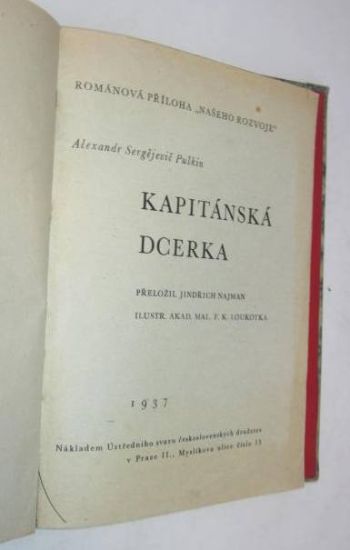 ROMÁNOVÁ PŘÍLOHA „NAŠEHO ROZVOJE“
Alexandr Sergějevič Puškin
KAPITÁNSKÁ
DCERKA
PŘELOŽIL JINDŘICH NAJMAN
ILUSTR. AKAD. MAL. F. K. LOUKOTKA
1937
Nákladem Ústředního svazu československých družstev
v Praze II., Myslíkova ulice číslo 15